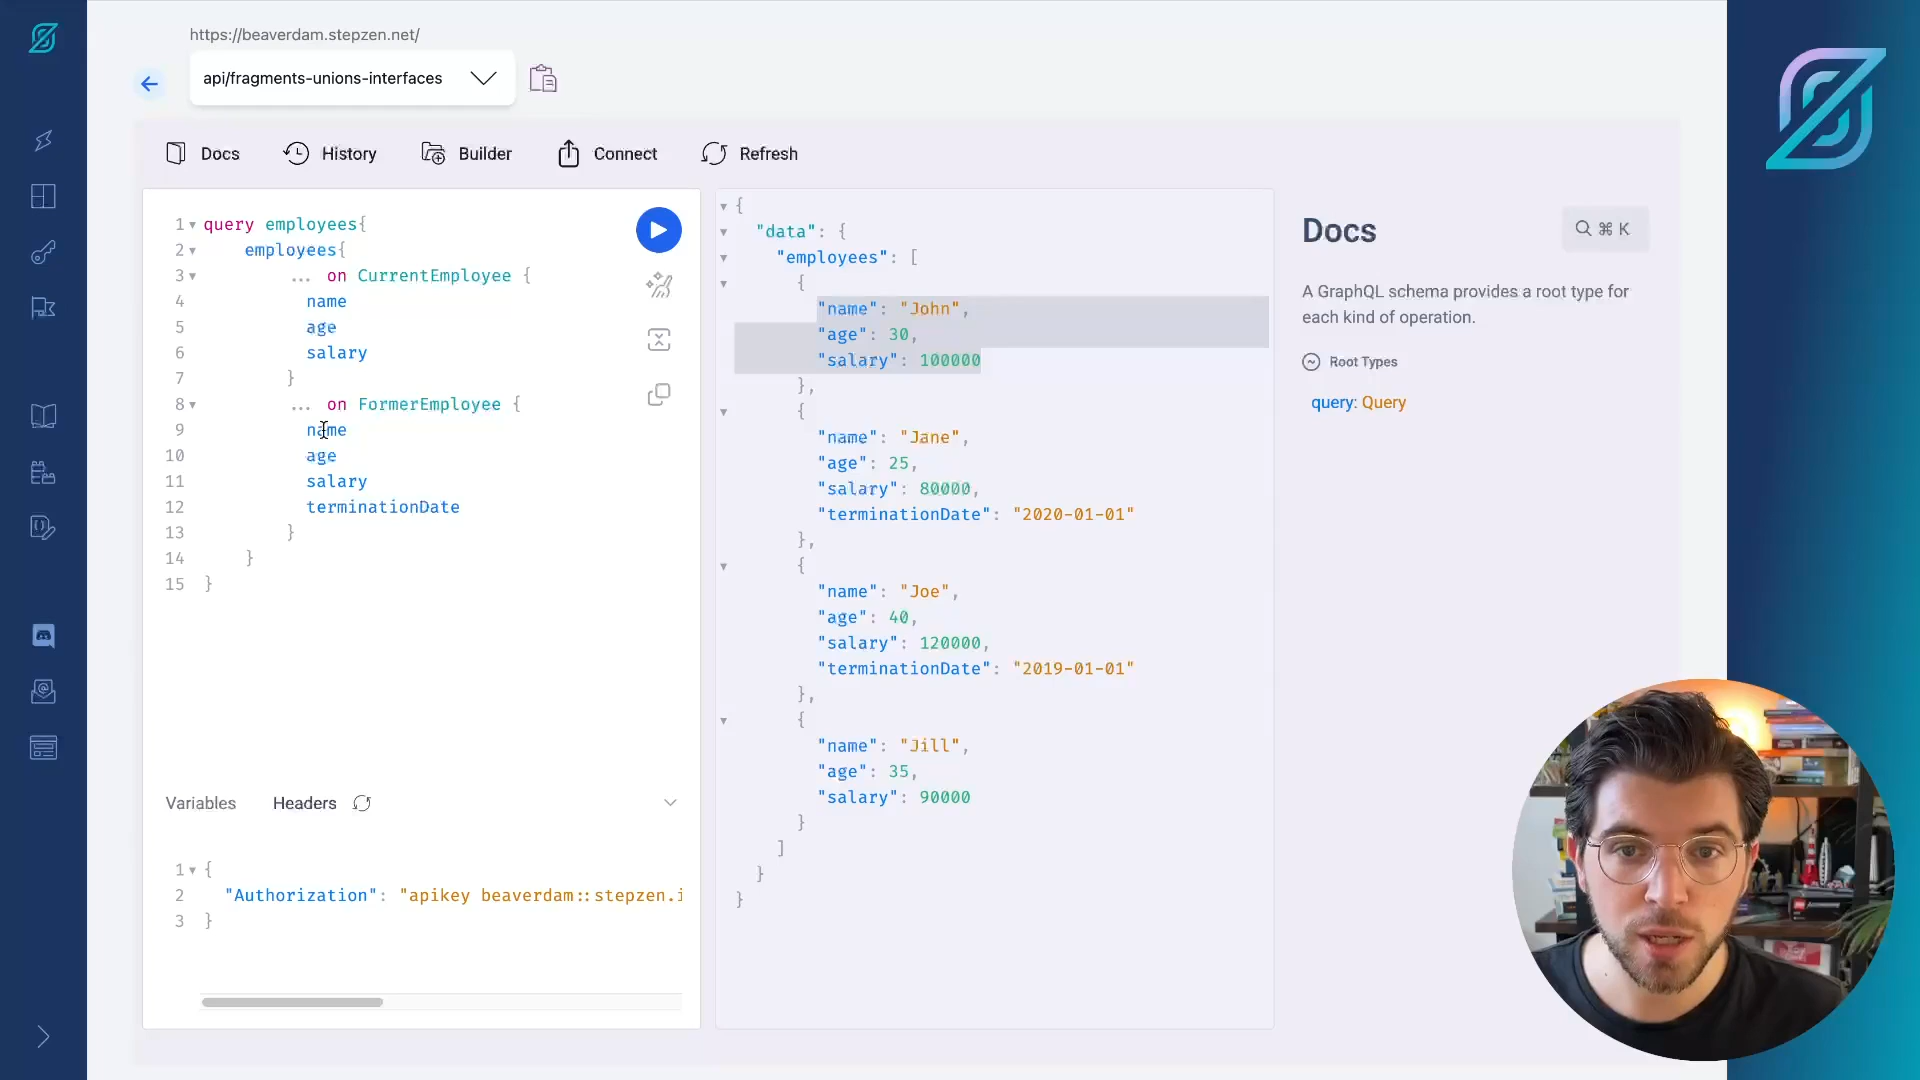 https://beaverdam.stepzen.net/
api/fragments-unions-interfaces
Docs
History
Builder
Connect
Refresh
1 query employees{
2 employees{
3 ... on CurrentEmployee {
4 name
5 age
6 salary
7 }
8 ... on FormerEmployee {
9 name
10 age
11 salary
12 terminationDate
13 }
14 }
15 }
Variables
Headers
1 {
2 "Authorization": "apikey beaverdam::stepzen.i
3 }
{
"data": {
"employees": [
{
"name": "John",
"age": 30,
"salary": 100000
},
{
"name": "Jane",
"age": 25,
"salary": 80000,
"terminationDate": "2020-01-01"
},
{
"name": "Joe",
"age": 40,
"salary": 120000,
"terminationDate": "2019-01-01"
},
{
"name": "Jill",
"age": 35,
"salary": 90000
}
]
}
}
Docs
⌘ K
A GraphQL schema provides a root type for
each kind of operation.
Root Types
query: Query